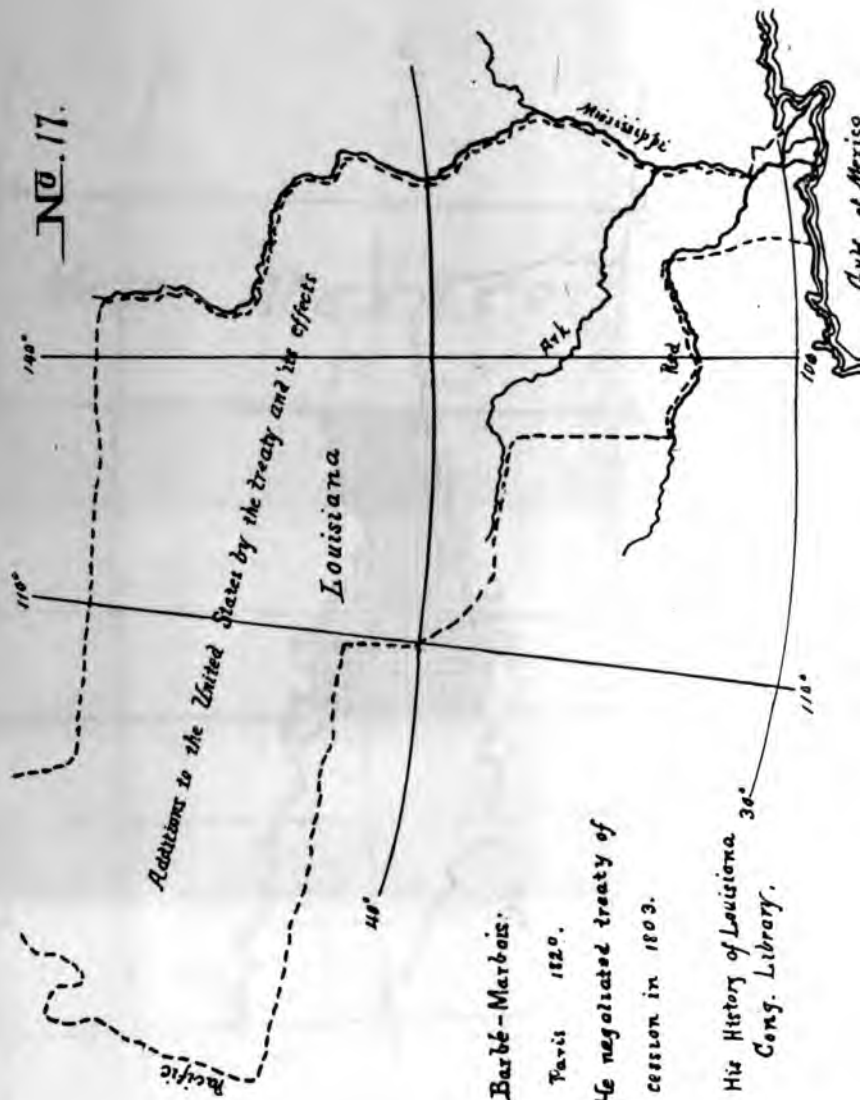 No. 17.
140°
110°
Additions to the United States by the treaty and its effects
Louisiana
Mississippi
Ark
Red
Pacific
40°
30°
110°
100
Gulf of Mexico
Barbé-Marbois:
Paris 1820.
He negotiated treaty of
cession in 1803.
His History of Louisiana
Cong. Library.